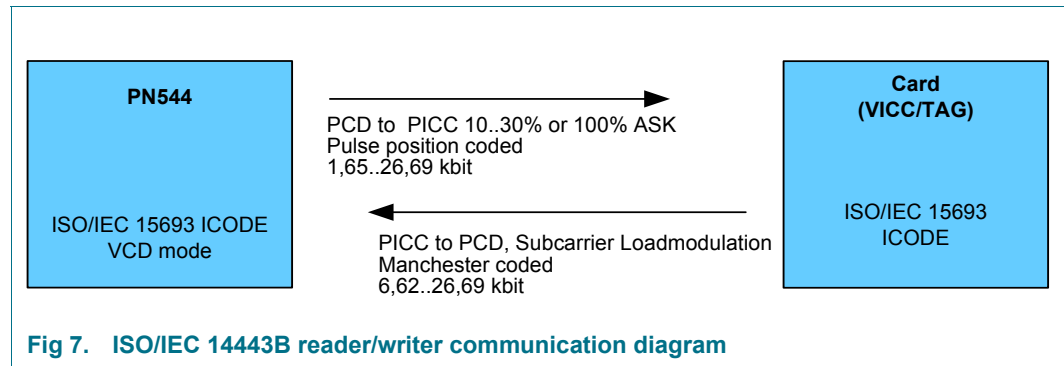 PN544
ISO/IEC 15693 ICODE
VCD mode
PCD to PICC 10..30% or 100% ASK
Pulse position coded
1,65..26,69 kbit
PICC to PCD, Subcarrier Loadmodulation
Manchester coded
6,62..26,69 kbit
Card
(VICC/TAG)
ISO/IEC 15693
ICODE
Fig 7. ISO/IEC 14443B reader/writer communication diagram